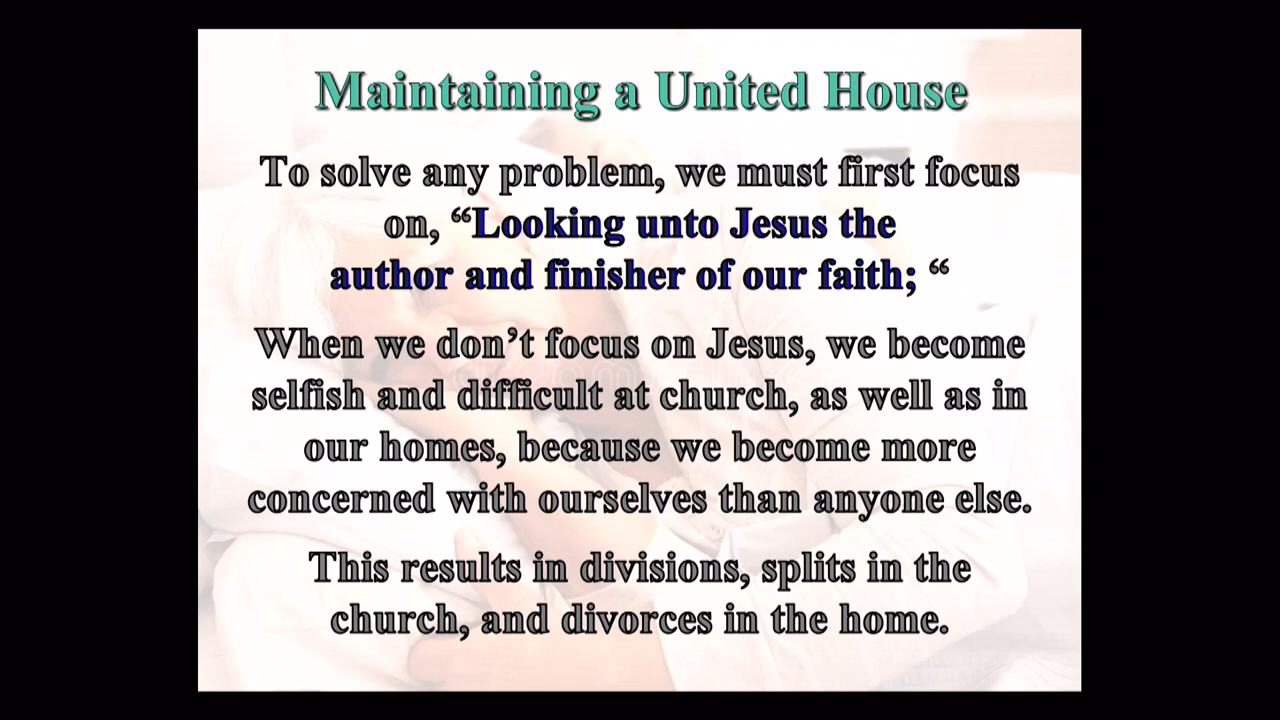 Maintaining a United House
To solve any problem, we must first focus
on, “Looking unto Jesus the
author and finisher of our faith; “
When we don’t focus on Jesus, we become
selfish and difficult at church, as well as in
our homes, because we become more
concerned with ourselves than anyone else.
This results in divisions, splits in the
church, and divorces in the home.